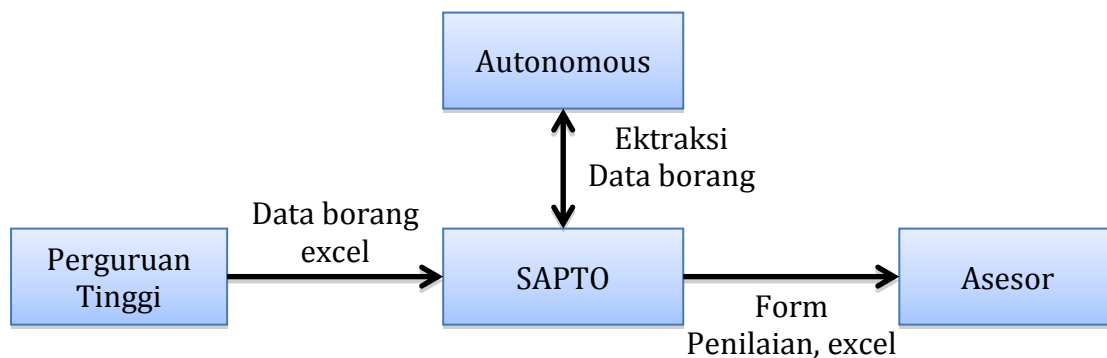 Autonomous
Ektraksi
Data borang
Data borang
excel
Perguruan
Tinggi
SAPTO
Asesor
Form
Penilaian, excel